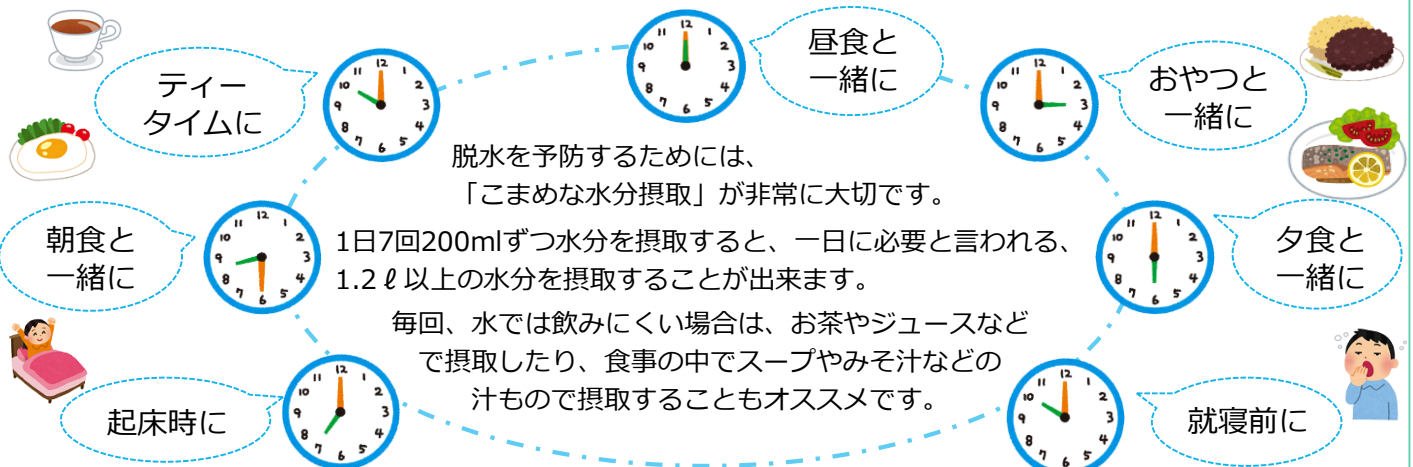 ティー
タイムに
昼食と
一緒に
おやつと
一緒に
朝食と
一緒に
夕食と
一緒に
起床時に
就寝前に
脱水を予防するためには、
「こまめな水分摂取」が非常に大切です。
1日7回200mlずつ水分を摂取すると、一日に必要と言われる、
1.2ℓ以上の水分を摂取することが出来ます。
毎回、水では飲みにくい場合は、お茶やジュースなど
で摂取したり、食事の中でスープやみそ汁などの
汁もので摂取することもオススメです。